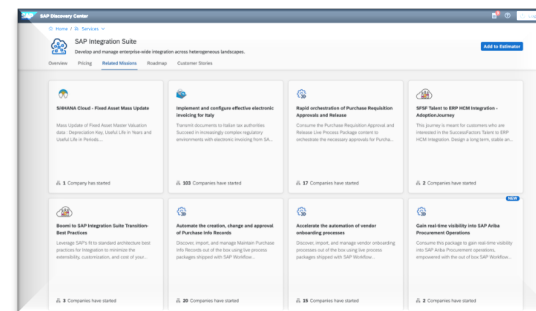 SAP Discovery Center
Home / Services
SAP Integration Suite
Develop and manage enterprise-wide integration across heterogeneous landscapes.
Add to Estimator
Overview Pricing Related Missions Roadmap Customer Stories
S/4HANA Cloud - Fixed Asset Mass Update
Mass Update of Fixed Asset Master Valuation
data - Depreciation Key, Useful Life in Years and
Useful Life in Periods...
1 Company has started
Implement and configure effective electronic
invoicing for Italy
Transmit documents to Italian tax authorities.
Succeed in increasingly complex regulatory
environments with electronic invoicing from SA...
103 Companies have started
Rapid orchestration of Purchase Requisition
Approvals and Release
Consume the Purchase Requisition Approval and
Release Live Process Package content to
orchestrate the necessary approvals for Purcha...
17 Companies have started
SFSF Talent to ERP HCM Integration -
AdoptionJourney
This journey is meant for customers who are
interested in the SuccessFactors Talent to ERP
HCM Integration. Design a long term, stable an...
2 Companies have started
Boomi to SAP Integration Suite Transition-
Best Practices
Leverage SAP's fit to standard architecture best
practices for Integration to minimize the
extensibility, customization, and cost of your...
3 Companies have started
Automate the creation, change and approval
of Purchase Info Records
Discover, import, and manage Maintain Purchase
Info Records out of the box using live process
packages shipped with SAP Workflow...
20 Companies have started
Accelerate the automation of vendor
onboarding processes
Discover, import, and manage vendor onboarding
processes out of the box using live process
packages shipped with SAP Workflow...
15 Companies have started
NEW
Gain real-time visibility into SAP Ariba
Procurement Operations
Consume this package to gain real-time visibility
into SAP Ariba Procurement operations,
empowered with the out of box SAP Workflow...
2 Companies have started